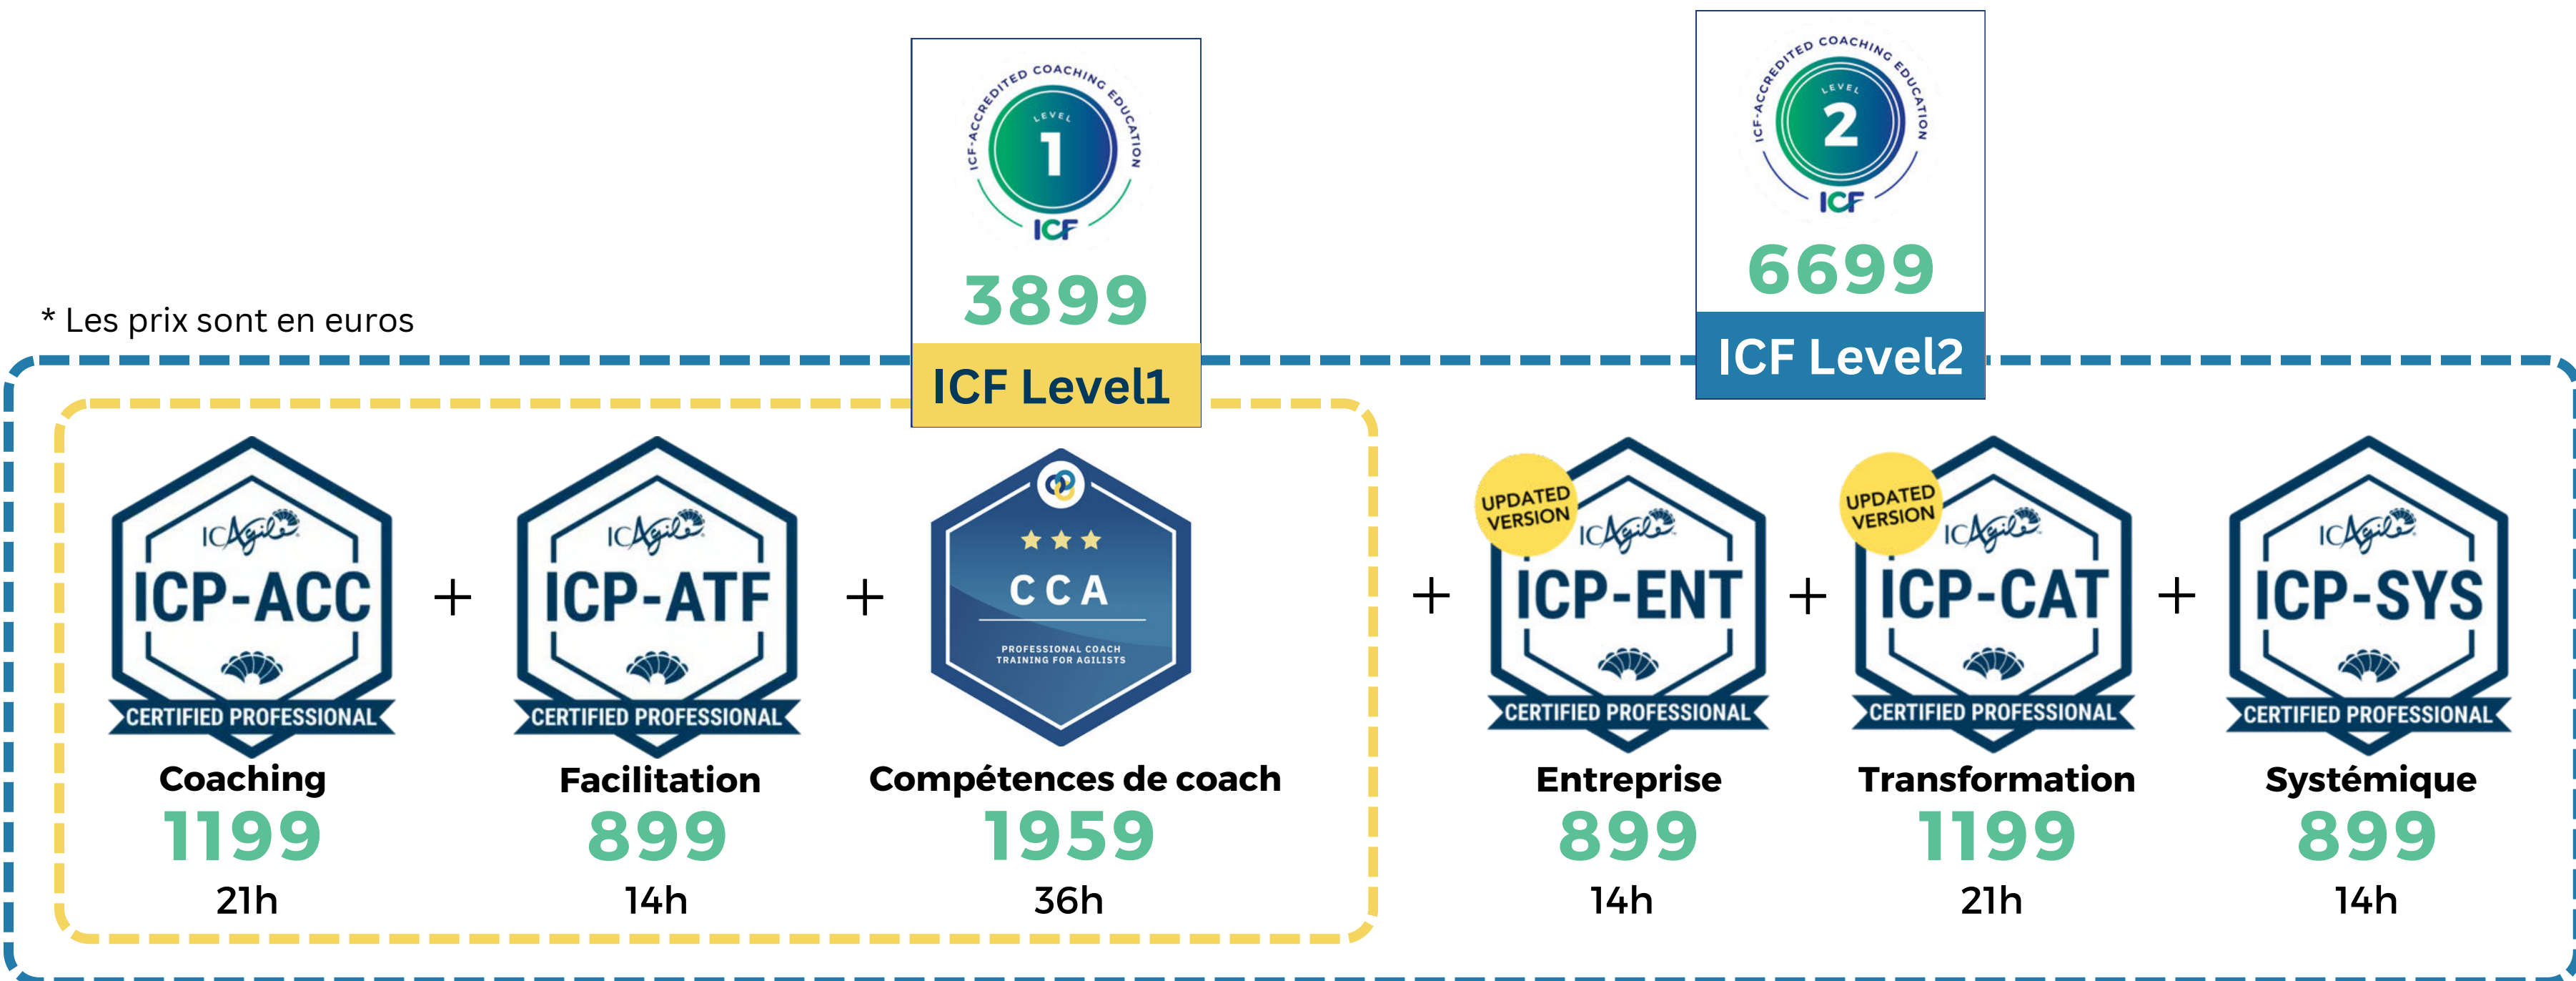 ICF-ACCREDITED COACHING EDUCATION
LEVEL
1
ICF
3899
ICF Level1
ICF-ACCREDITED COACHING EDUCATION
LEVEL
2
ICF
6699
ICF Level2
* Les prix sont en euros
ICAgile
ICP-ACC
CERTIFIED PROFESSIONAL
Coaching
1199
21h
+
ICAgile
ICP-ATF
CERTIFIED PROFESSIONAL
Facilitation
899
14h
+
CCA
PROFESSIONAL COACH
TRAINING FOR AGILISTS
Compétences de coach
1959
36h
+
UPDATED
VERSION
ICAgile
ICP-ENT
CERTIFIED PROFESSIONAL
Entreprise
899
14h
+
UPDATED
VERSION
ICAgile
ICP-CAT
CERTIFIED PROFESSIONAL
Transformation
1199
21h
+
ICAgile
ICP-SYS
CERTIFIED PROFESSIONAL
Systémique
899
14h